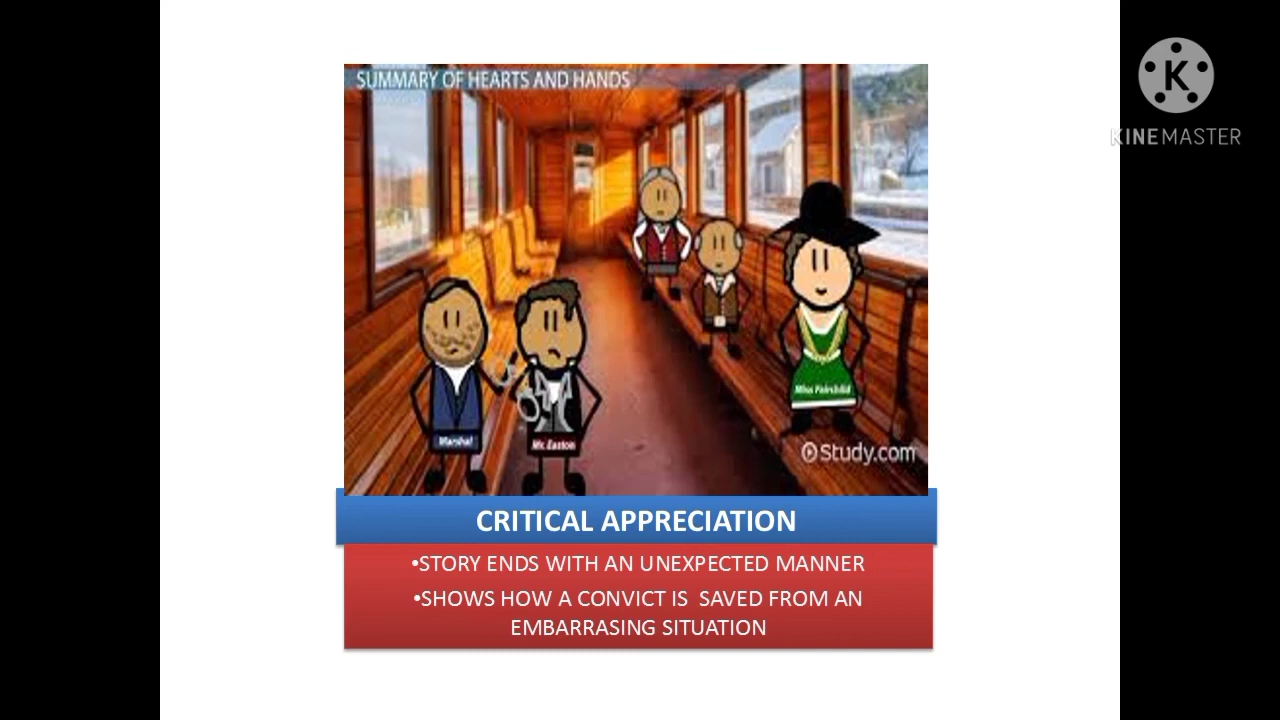 SUMMARY OF HEARTS AND HANDS
KINEMASTER
Miss Fairchild
Marshal
Mr. Easton
Study.com
CRITICAL APPRECIATION
•STORY ENDS WITH AN UNEXPECTED MANNER
•SHOWS HOW A CONVICT IS SAVED FROM AN
EMBARRASING SITUATION